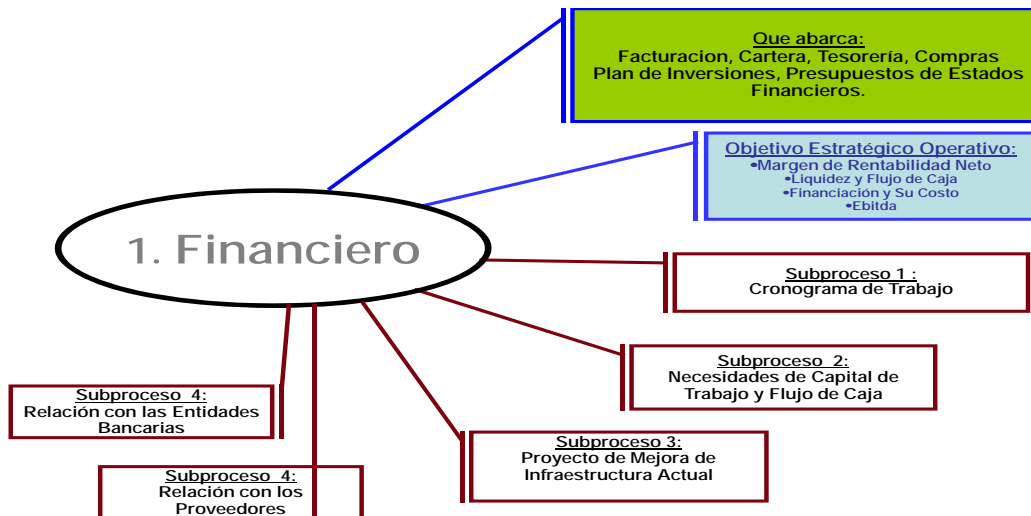 Que abarca:
Facturacion, Cartera, Tesorería, Compras
Plan de Inversiones, Presupuestos de Estados
Financieros.
Objetivo Estratégico Operativo:
•Margen de Rentabilidad Neto
•Liquidez y Flujo de Caja
•Financiación y Su Costo
•Ebitda
1. Financiero
Subproceso 1 :
Cronograma de Trabajo
Subproceso 2:
Necesidades de Capital de
Trabajo y Flujo de Caja
Subproceso 3:
Proyecto de Mejora de
Infraestructura Actual
Subproceso 4:
Relación con las Entidades
Bancarias
Subproceso 4:
Relación con los
Proveedores